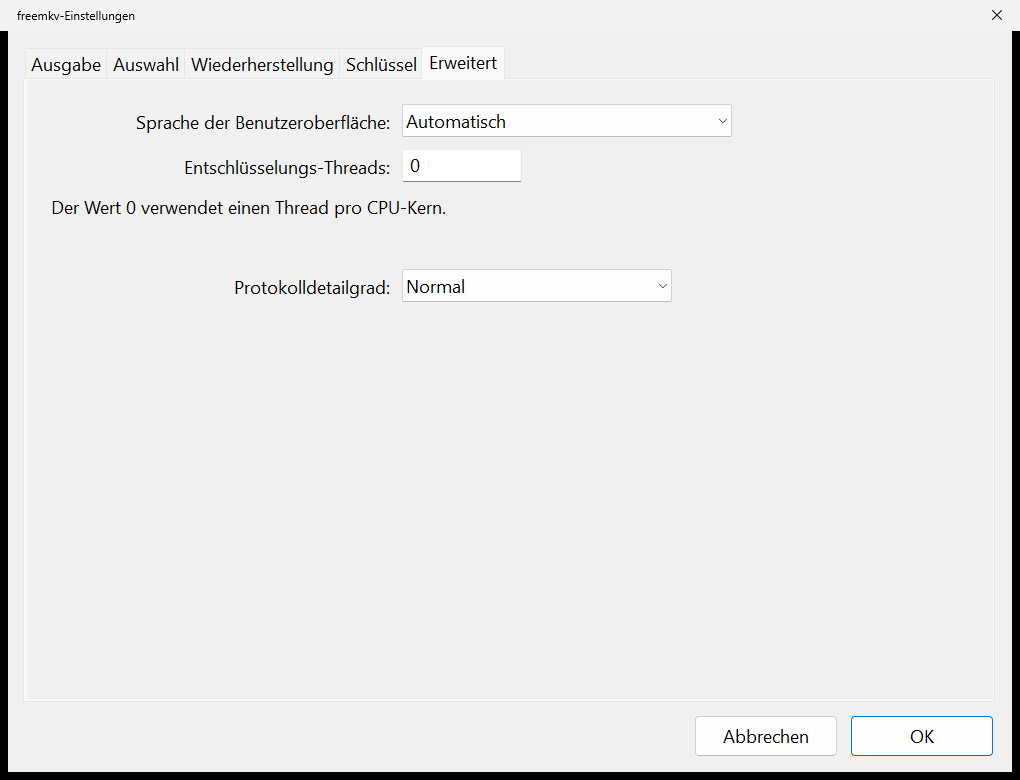 freemkv-Einstellungen
Ausgabe Auswahl Wiederherstellung Schlüssel Erweitert
Sprache der Benutzeroberfläche: Automatisch
Entschlüsselungs-Threads: 0
Der Wert 0 verwendet einen Thread pro CPU-Kern.
Protokolldetailgrad: Normal
Abbrechen OK